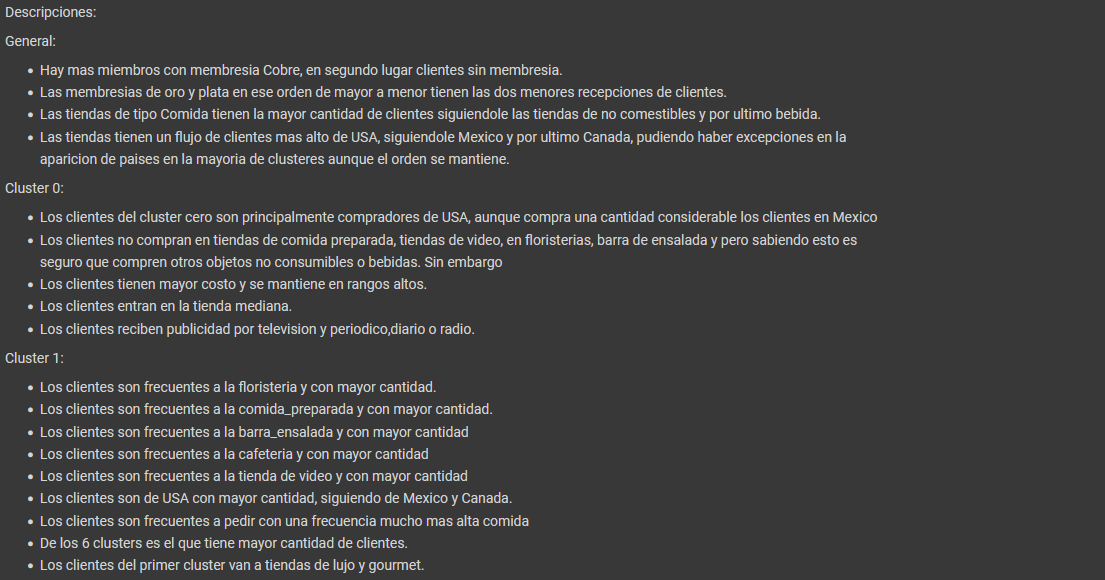 Descripciones:
General:
• Hay mas miembros con membresia Cobre, en segundo lugar clientes sin membresia.
• Las membresias de oro y plata en ese orden de mayor a menor tienen las dos menores recepciones de clientes.
• Las tiendas de tipo Comida tienen la mayor cantidad de clientes siguiendole las tiendas de no comestibles y por ultimo bebida.
• Las tiendas tienen un flujo de clientes mas alto de USA, siguiendole Mexico y por ultimo Canada, pudiendo haber excepciones en la
aparicion de paises en la mayoria de clusteres aunque el orden se mantiene.
Cluster 0:
• Los clientes del cluster cero son principalmente compradores de USA, aunque compra una cantidad considerable los clientes en Mexico
• Los clientes no compran en tiendas de comida preparada, tiendas de video, en floristerias, barra de ensalada y pero sabiendo esto es
seguro que compren otros objetos no consumibles o bebidas. Sin embargo
• Los clientes tienen mayor costo y se mantiene en rangos altos.
• Los clientes entran en la tienda mediana.
• Los clientes reciben publicidad por television y periodico,diario o radio.
Cluster 1:
• Los clientes son frecuentes a la floristeria y con mayor cantidad.
• Los clientes son frecuentes a la comida_preparada y con mayor cantidad.
• Los clientes son frecuentes a la barra_ensalada y con mayor cantidad
• Los clientes son frecuentes a la cafeteria y con mayor cantidad
• Los clientes son frecuentes a la tienda de video y con mayor cantidad
• Los clientes son de USA con mayor cantidad, siguiendo de Mexico y Canada.
• Los clientes son frecuentes a pedir con una frecuencia mucho mas alta comida
• De los 6 clusters es el que tiene mayor cantidad de clientes.
• Los clientes del primer cluster van a tiendas de lujo y gourmet.